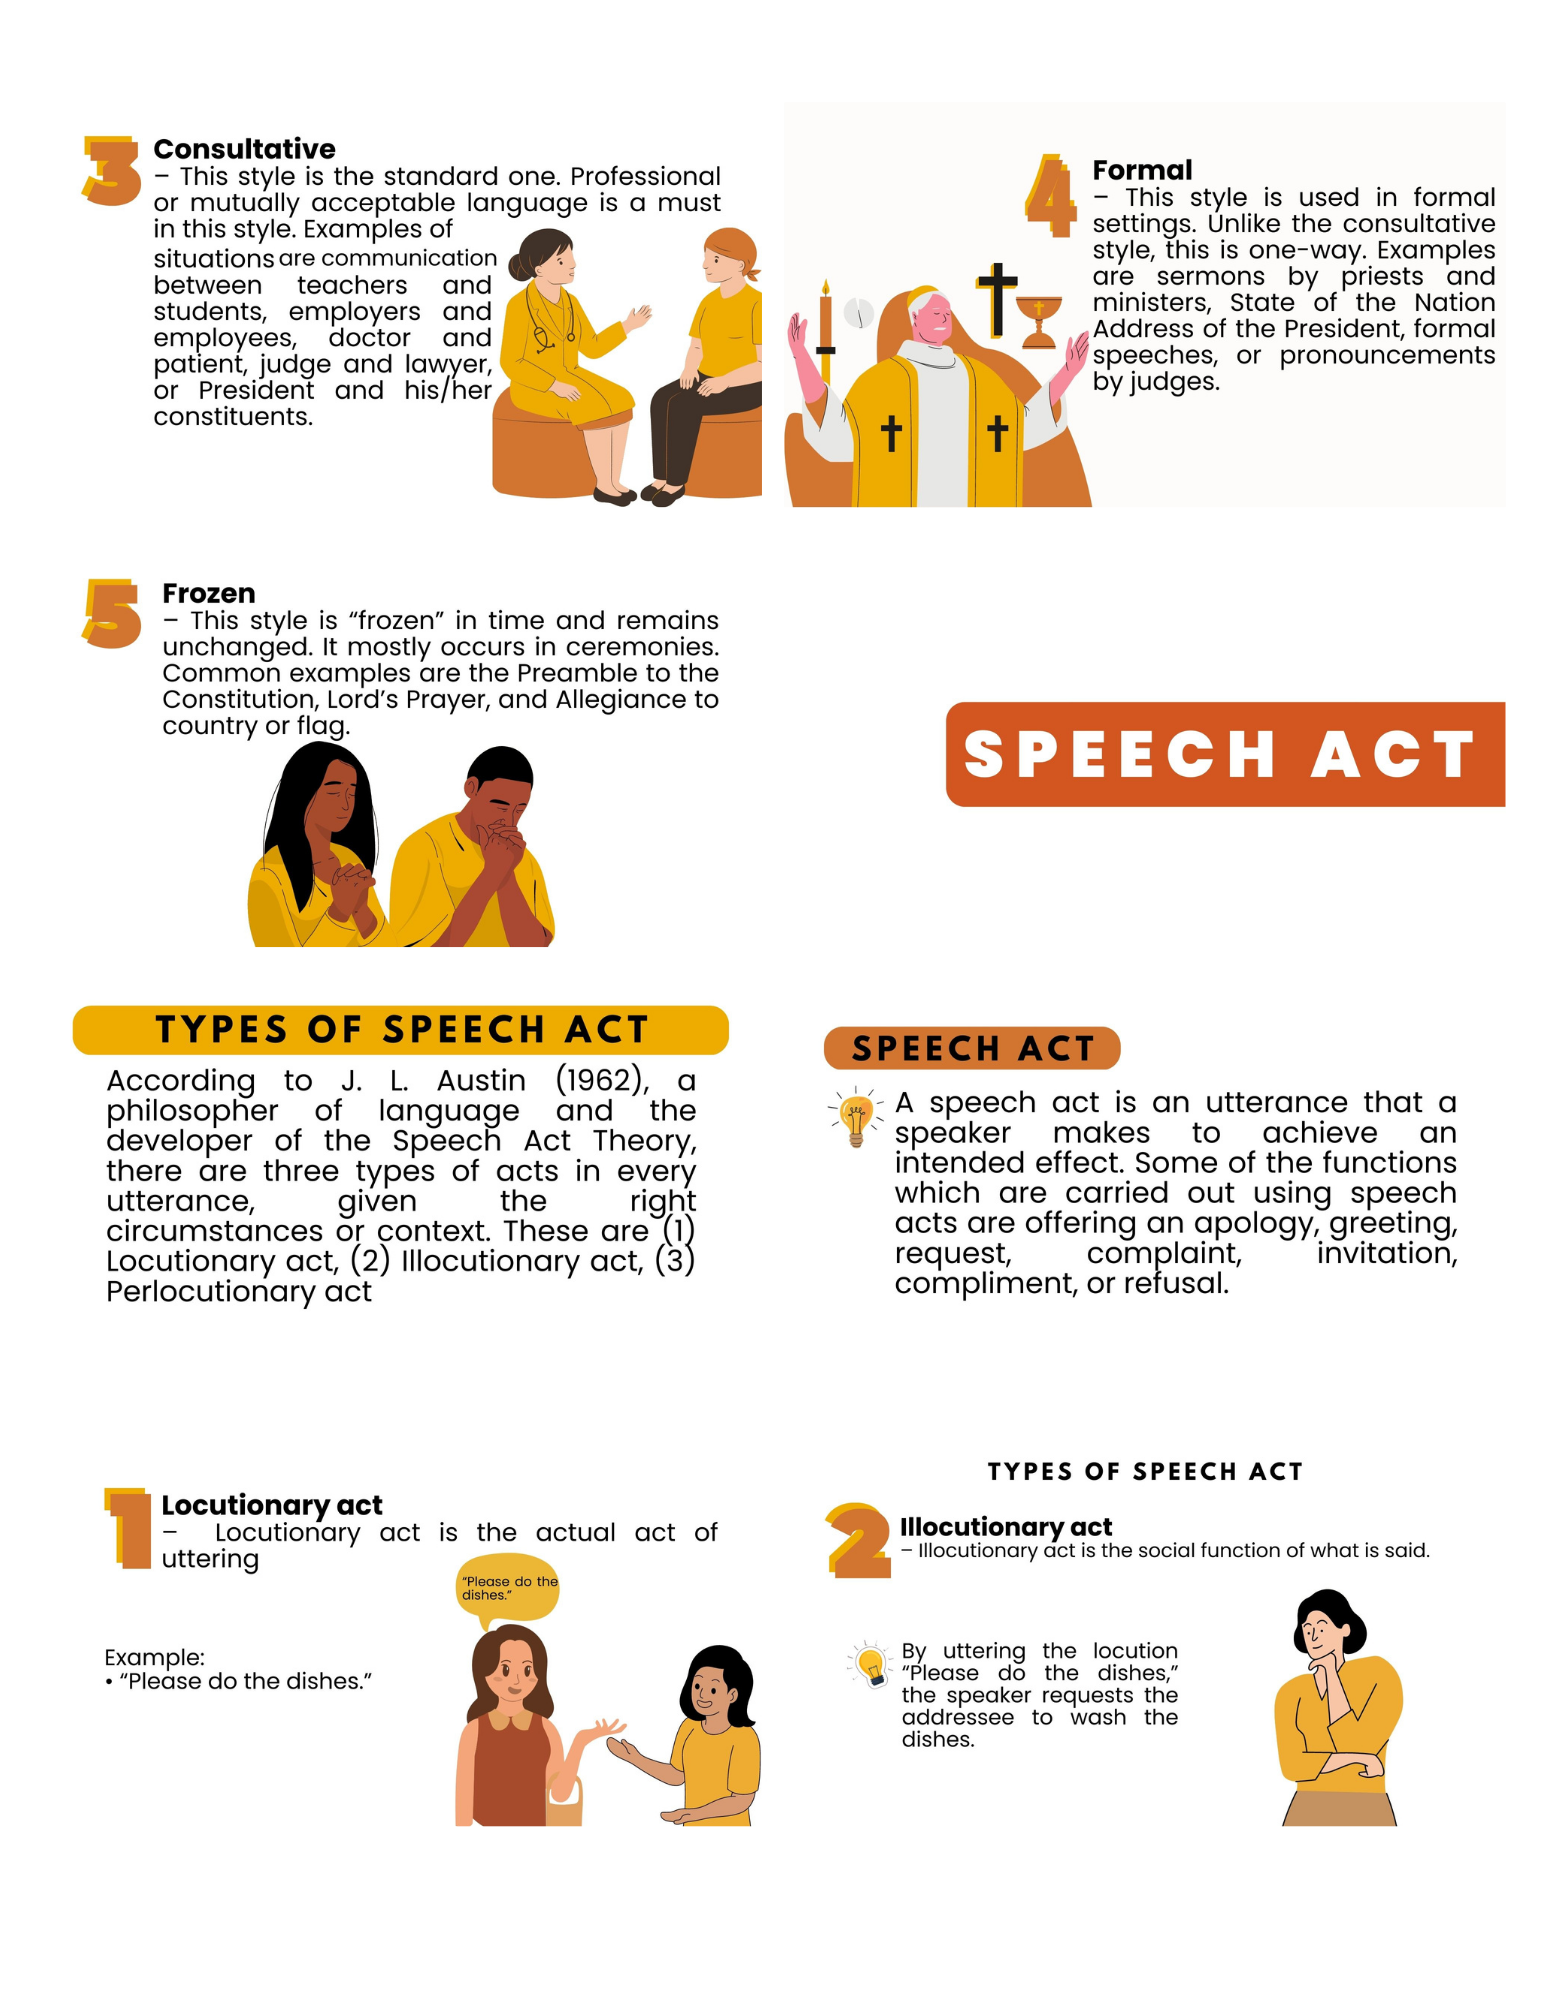 3
Consultative
– This style is the standard one. Professional
or mutually acceptable language is a must
in this style. Examples of
situations are communication
between teachers and
students, employers and
employees, doctor and
patient, judge and lawyer,
or President and his/her
constituents.
4
Formal
– This style is used in formal
settings. Unlike the consultative
style, this is one-way. Examples
are sermons by priests and
ministers, State of the Nation
Address of the President, formal
speeches, or pronouncements
by judges.
5
Frozen
– This style is “frozen” in time and remains
unchanged. It mostly occurs in ceremonies.
Common examples are the Preamble to the
Constitution, Lord’s Prayer, and Allegiance to
country or flag.
SPEECH ACT
TYPES OF SPEECH ACT
According to J. L. Austin (1962), a
philosopher of language and the
developer of the Speech Act Theory,
there are three types of acts in every
utterance, given the right
circumstances or context. These are (1)
Locutionary act, (2) Illocutionary act, (3)
Perlocutionary act
SPEECH ACT
A speech act is an utterance that a
speaker makes to achieve an
intended effect. Some of the functions
which are carried out using speech
acts are offering an apology, greeting,
request, complaint, invitation,
compliment, or refusal.
1
Locutionary act
– Locutionary act is the actual act of
uttering
“Please do the
dishes.”
Example:
• “Please do the dishes.”
TYPES OF SPEECH ACT
2
Illocutionary act
– Illocutionary act is the social function of what is said.
By uttering the locution
“Please do the dishes,”
the speaker requests the
addressee to wash the
dishes.